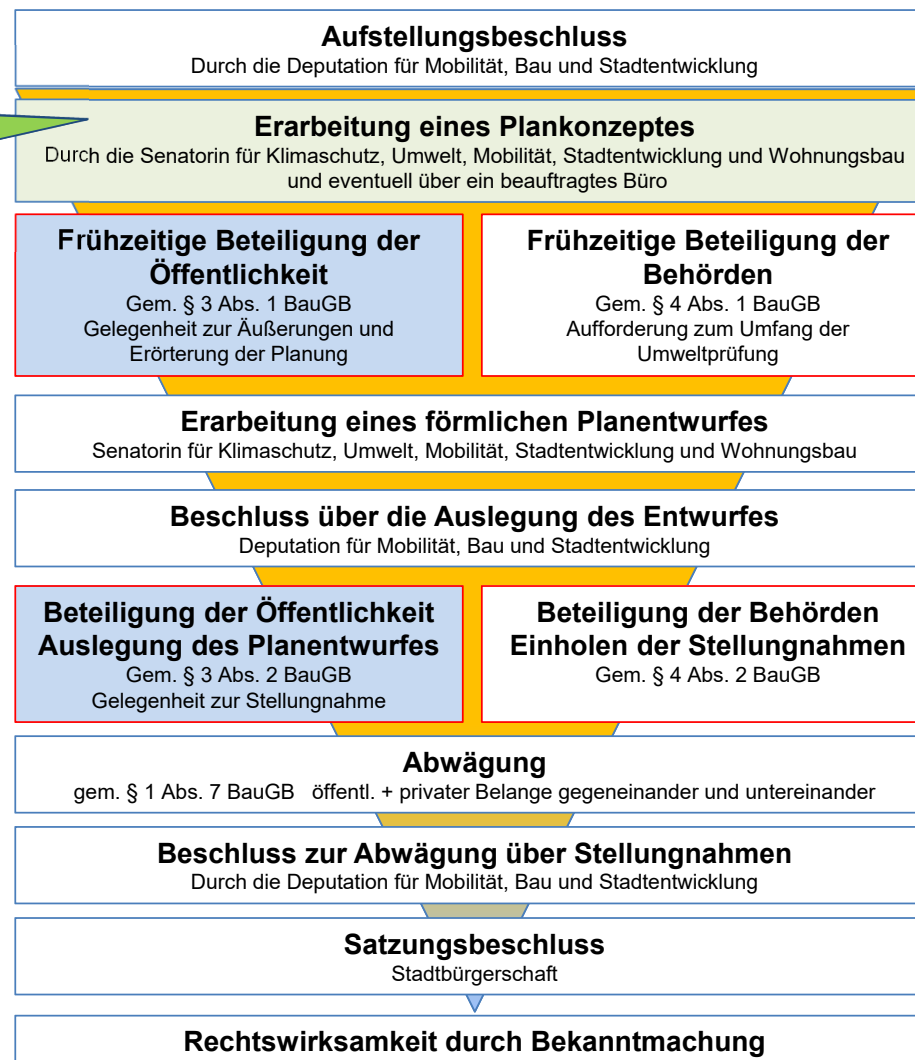 Aufstellungsbeschluss
Durch die Deputation für Mobilität, Bau und Stadtentwicklung
Erarbeitung eines Plankonzeptes
Durch die Senatorin für Klimaschutz, Umwelt, Mobilität, Stadtentwicklung und Wohnungsbau
und eventuell über ein beauftragtes Büro
Frühzeitige Beteiligung der
Öffentlichkeit
Gem. § 3 Abs. 1 BauGB
Gelegenheit zur Äußerungen und
Erörterung der Planung
Frühzeitige Beteiligung der
Behörden
Gem. § 4 Abs. 1 BauGB
Aufforderung zum Umfang der
Umweltprüfung
Erarbeitung eines förmlichen Planentwurfes
Senatorin für Klimaschutz, Umwelt, Mobilität, Stadtentwicklung und Wohnungsbau
Beschluss über die Auslegung des Entwurfes
Deputation für Mobilität, Bau und Stadtentwicklung
Beteiligung der Öffentlichkeit
Auslegung des Planentwurfes
Gem. § 3 Abs. 2 BauGB
Gelegenheit zur Stellungnahme
Beteiligung der Behörden
Einholen der Stellungnahmen
Gem. § 4 Abs. 2 BauGB
Abwägung
gem. § 1 Abs. 7 BauGB öffentl. + privater Belange gegeneinander und untereinander
Beschluss zur Abwägung über Stellungnahmen
Durch die Deputation für Mobilität, Bau und Stadtentwicklung
Satzungsbeschluss
Stadtbürgerschaft
Rechtswirksamkeit durch Bekanntmachung